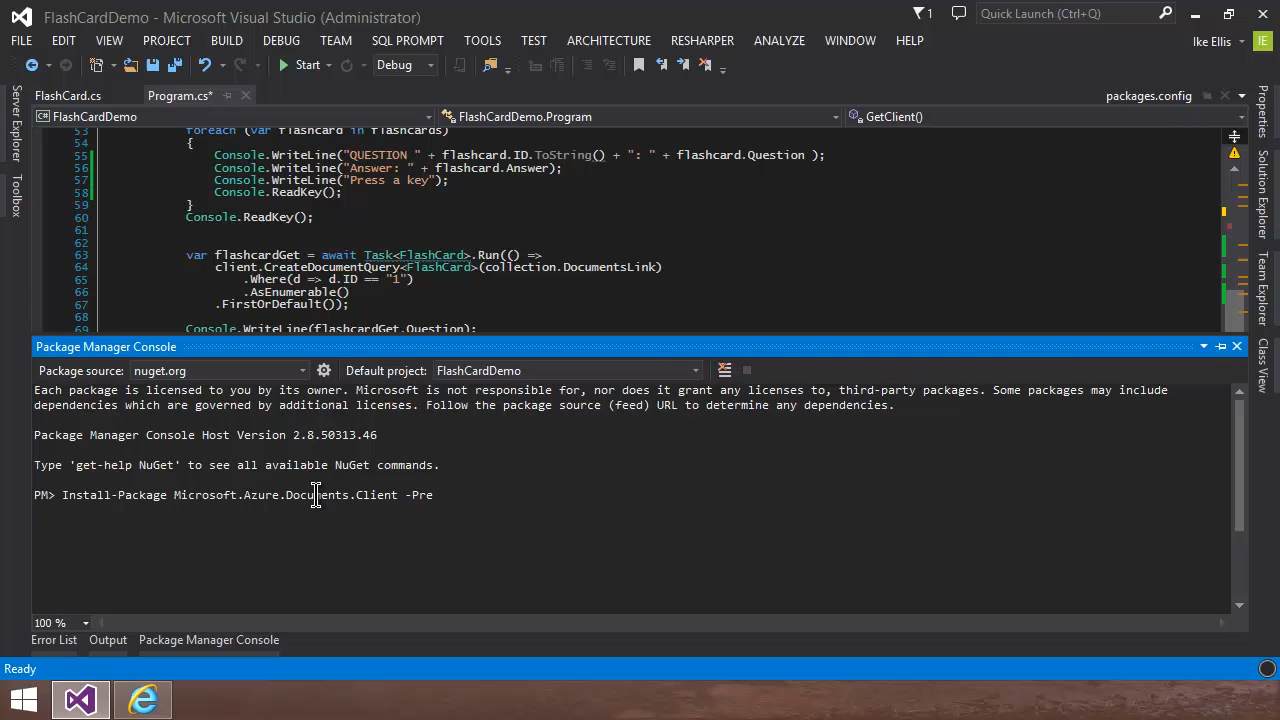 FlashCardDemo - Microsoft Visual Studio (Administrator)
1
Quick Launch (Ctrl+Q)
FILE EDIT VIEW PROJECT BUILD DEBUG TEAM SQL PROMPT TOOLS TEST ARCHITECTURE RESHARPER ANALYZE WINDOW HELP
Ike Ellis
IE
Start
Debug
FlashCard.cs
Program.cs*
packages.config
FlashCardDemo
FlashCardDemo.Program
GetClient()
Server Explorer
Toolbox
Properties
Solution Explorer
Team Explorer
Class View
53 foreach (var flashcard in flashcards)
54 {
55 Console.WriteLine("QUESTION " + flashcard.ID.ToString() + ": " + flashcard.Question );
56 Console.WriteLine("Answer: " + flashcard.Answer);
57 Console.WriteLine("Press a key");
58 Console.ReadKey();
59 }
60 Console.ReadKey();
61
62
63 var flashcardGet = await Task<FlashCard>.Run(() =>
64 client.CreateDocumentQuery<FlashCard>(collection.DocumentsLink)
65 .Where(d => d.ID == "1")
66 .AsEnumerable()
67 .FirstOrDefault());
68
69 Console.WriteLine(flashcardGet.Question);
Package Manager Console
Package source: nuget.org
Default project: FlashCardDemo
Each package is licensed to you by its owner. Microsoft is not responsible for, nor does it grant any licenses to, third-party packages. Some packages may include
dependencies which are governed by additional licenses. Follow the package source (feed) URL to determine any dependencies.
Package Manager Console Host Version 2.8.50313.46
Type 'get-help NuGet' to see all available NuGet commands.
PM> Install-Package Microsoft.Azure.Documents.Client -Pre
100 %
Error List
Output
Package Manager Console
Ready